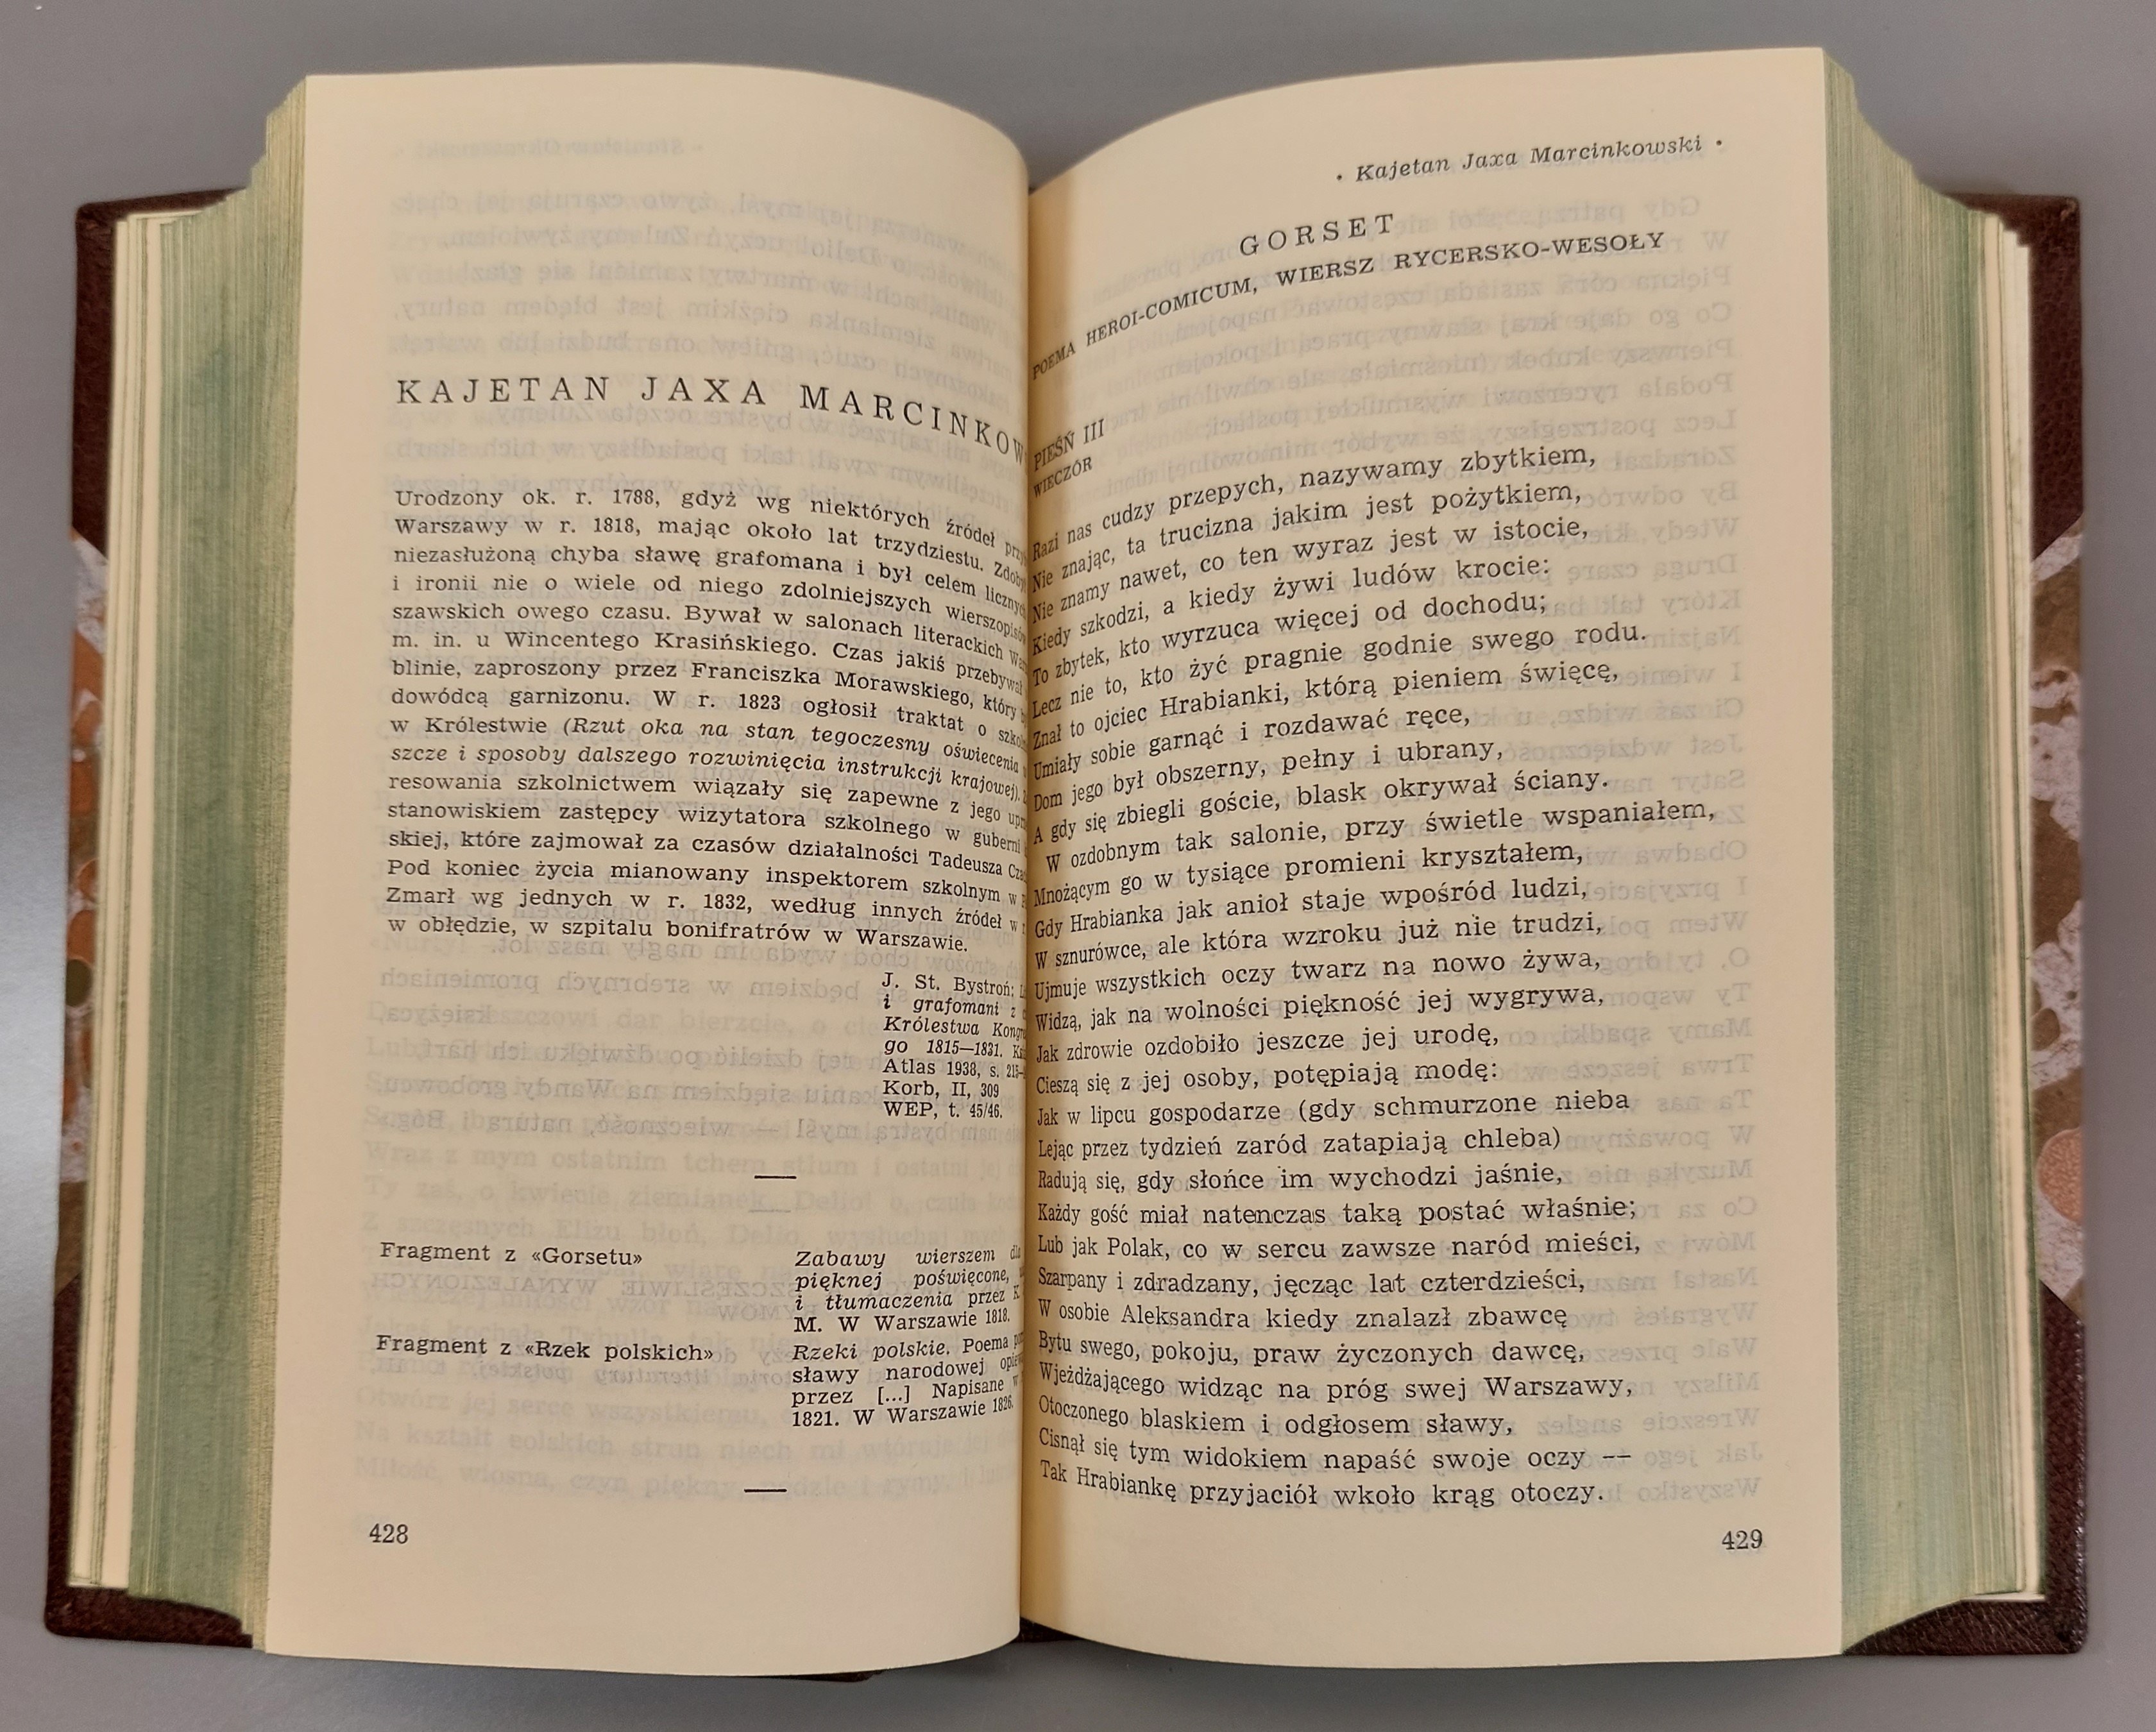 KAJETAN JAXA
Urodzony ok. r. 1788, gdyż wg niektórych źródeł
Warszawy w r. 1818, mając około lat trzydziestu.
niezasłużoną chyba sławę grafomana i był celem
i ironii nie o wiele od niego zdolniejszych
szawskich owego czasu. Bywał w salonach literackich
m. in. u Wincentego Krasińskiego. Czas jakiś przebywał
blinie, zaproszony przez Franciszka Morawskiego, który
dowódcą garnizonu. W r. 1823 ogłosił traktat o
w Królestwie (Rzut oka na stan tegoczesny oświecenia
szcze i sposoby dalszego rozwinięcia instrukcji krajowej).
resowania szkolnictwem wiązały się zapewne z jego
stanowiskiem zastępcy wizytatora szkolnego w guberni
skiej, które zajmował za czasów działalności Tadeusza
Pod koniec życia mianowany inspektorem szkolnym w
Zmarł wg jednych w r. 1832, według innych źródeł w
w obłędzie, w szpitalu bonifratrów w Warszawie.
J. St. Bystroń:
i grafomani z
Królestwa
go 1815—1831.
Atlas 1938, s.
Korb, II, 309
WEP, t. 45/46.
Fragment z «Gorsetu»
Zabawy wierszem
pięknej poświęcone,
i tłumaczenia przez K.
M. W Warszawie 1818.
Fragment z «Rzek polskich»
Rzeki polskie. Poema
sławy narodowej
przez [...] Napisane w
1821. W Warszawie 1826.
428
• Kajetan Jaxa Marcinkowski •
GORSET
POEMA HEROI-COMICUM, WIERSZ RYCERSKO-WESOŁY
PIEŚŃ III
WIECZÓR
Razi nas cudzy przepych, nazywamy zbytkiem,
Nie znając, ta trucizna jakim jest pożytkiem,
Nie znamy nawet, co ten wyraz jest w istocie,
Kiedy szkodzi, a kiedy żywi ludów krocie:
To zbytek, kto wyrzuca więcej od dochodu;
Lecz nie to, kto żyć pragnie godnie swego rodu.
Znał to ojciec Hrabianki, którą pieniem święcę,
Umiały sobie garnąć i rozdawać ręce,
Dom jego był obszerny, pełny i ubrany,
A gdy się zbiegli goście, blask okrywał ściany.
W ozdobnym tak salonie, przy świetle wspaniałem,
Mnożącym go w tysiące promieni kryształem,
Gdy Hrabianka jak anioł staje wpośród ludzi,
W sznurówce, ale która wzroku już nie trudzi,
Ujmuje wszystkich oczy twarz na nowo żywa,
Widzą, jak na wolności piękność jej wygrywa,
Jak zdrowie ozdobiło jeszcze jej urodę,
Cieszą się z jej osoby, potępiają modę:
Jak w lipcu gospodarze (gdy schmurzone nieba
Lejąc przez tydzień zaród zatapiają chleba)
Radują się, gdy słońce im wychodzi jaśnie,
Każdy gość miał natenczas taką postać właśnie;
Lub jak Polak, co w sercu zawsze naród mieści,
Szarpany i zdradzany, jęcząc lat czterdzieści,
W osobie Aleksandra kiedy znalazł zbawcę
Bytu swego, pokoju, praw życzonych dawcę,
Wjeżdżającego widząc na próg swej Warszawy,
Otoczonego blaskiem i odgłosem sławy,
Cisnął się tym widokiem napaść swoje oczy —
Tak Hrabiankę przyjaciół wkoło krąg otoczy.
429